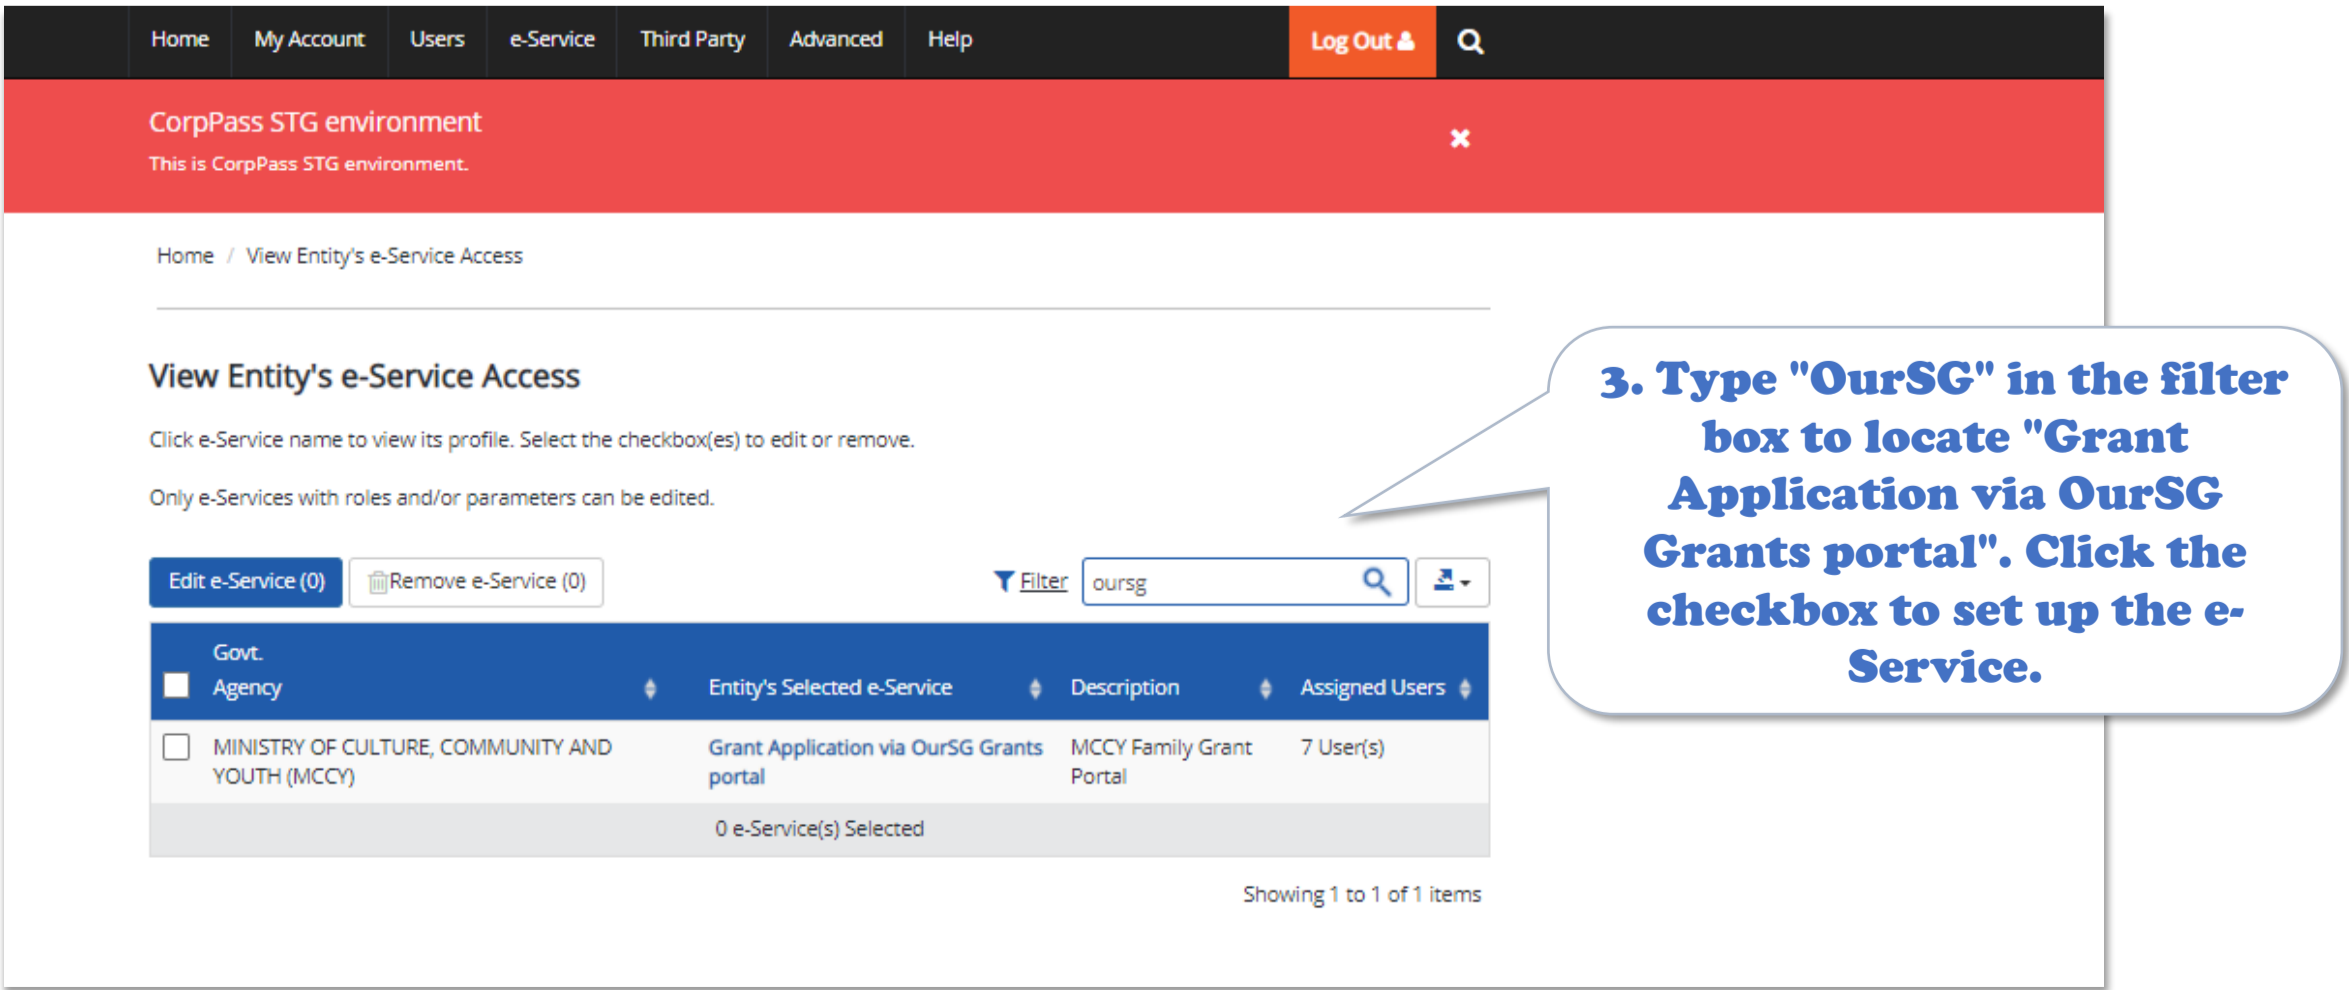 Home My Account Users e-Service Third Party Advanced Help Log Out
CorpPass STG environment
This is CorpPass STG environment.
Home / View Entity's e-Service Access
View Entity's e-Service Access
Click e-Service name to view its profile. Select the checkbox(es) to edit or remove.
Only e-Services with roles and/or parameters can be edited.
Edit e-Service (0) Remove e-Service (0) Filter oursg
Govt.
Agency Entity's Selected e-Service Description Assigned Users
MINISTRY OF CULTURE, COMMUNITY AND Grant Application via OurSG Grants MCCY Family Grant 7 User(s)
YOUTH (MCCY) portal Portal
0 e-Service(s) Selected
Showing 1 to 1 of 1 items
3. Type "OurSG" in the filter
box to locate "Grant
Application via OurSG
Grants portal". Click the
checkbox to set up the e-
Service.